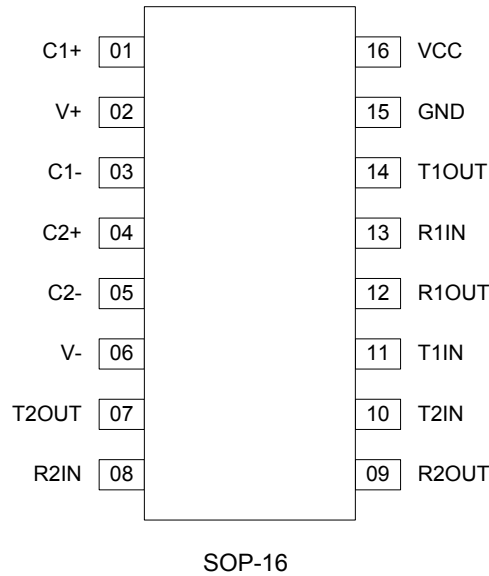 C1+ 01 16 VCC
V+ 02 15 GND
C1- 03 14 T1OUT
C2+ 04 13 R1IN
C2- 05 12 R1OUT
V- 06 11 T1IN
T2OUT 07 10 T2IN
R2IN 08 09 R2OUT
SOP-16